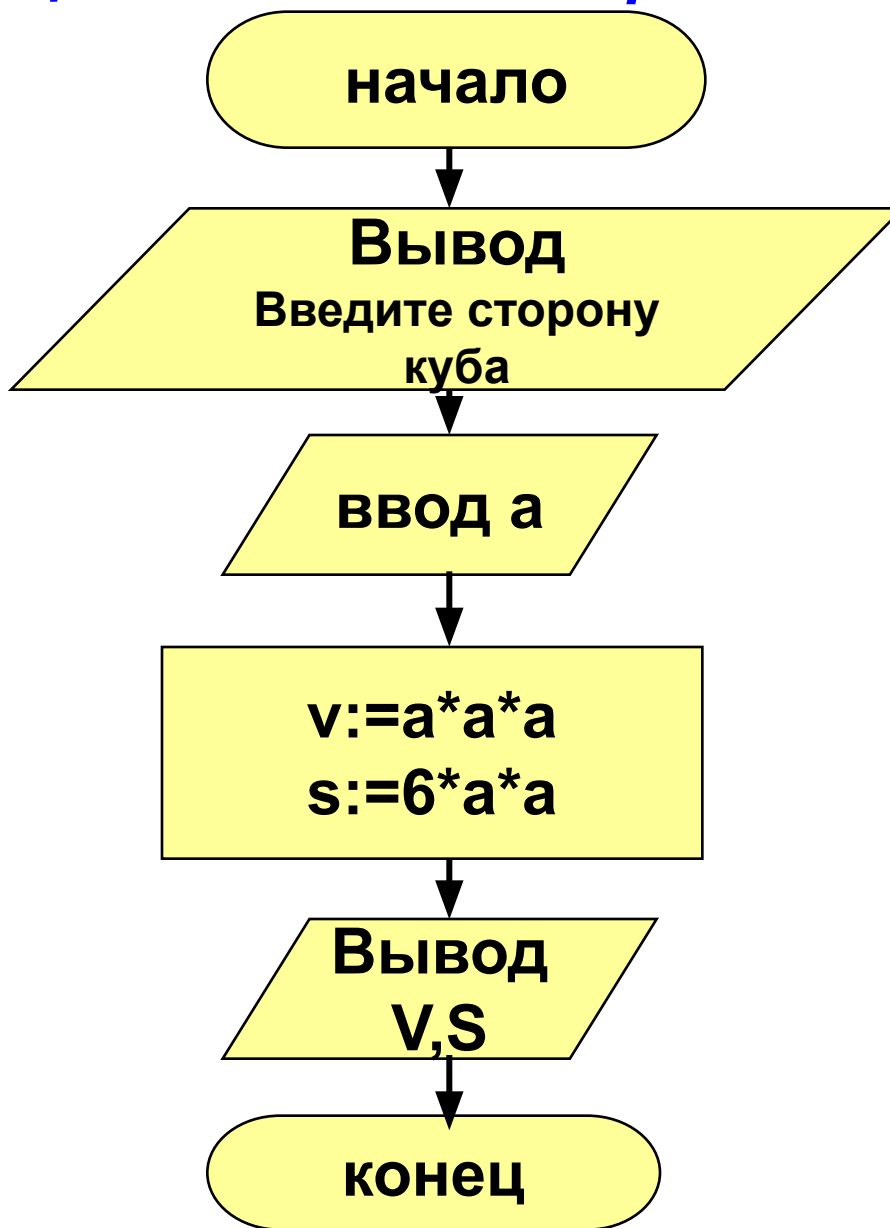 начало
Вывод
Введите сторону
куба
ввод a
v:=a*a*a
s:=6*a*a
Вывод
V,S
конец